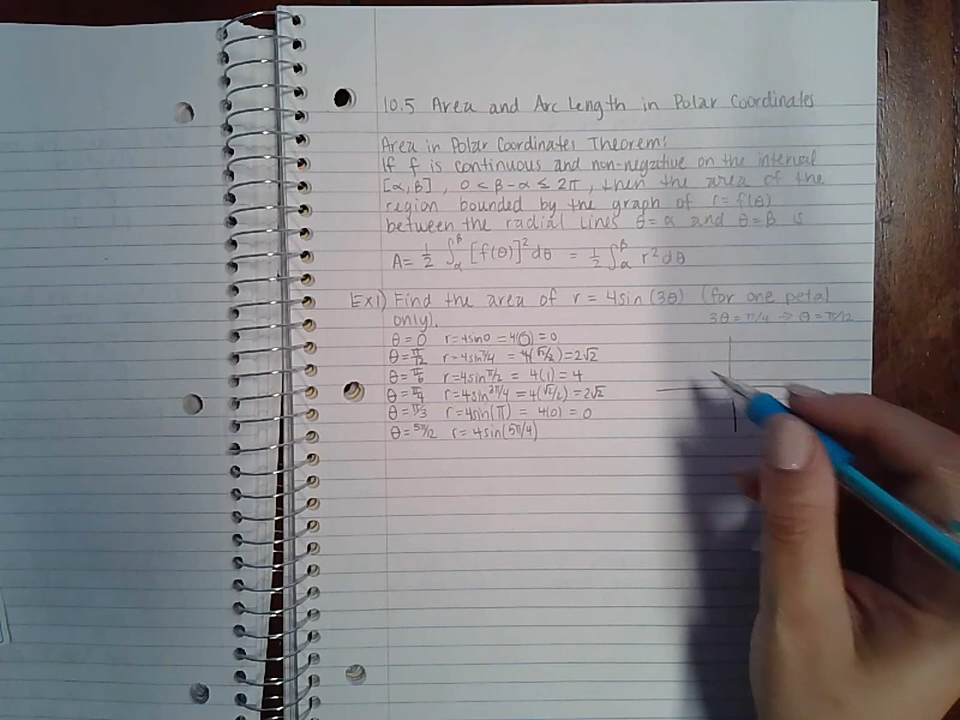 10.5 Area and Arc Length in Polar Coordinates
Area in Polar Coordinates Theorem:
If f is continuous and non-negative on the interval
[α, β], 0 < β - α ≤ 2π, then the area of the
region bounded by the graph of r = f(θ)
between the radial lines θ = α and θ = β is
A = 1/2 ∫_α^β [f(θ)]² dθ = 1/2 ∫_α^β r² dθ
Ex1) Find the area of r = 4sin(3θ) (for one petal
only).
3θ = π/4 → θ = π/12
θ = 0 r = 4sin0 = 4(0) = 0
θ = π/12 r = 4sinπ/4 = 4(√2/2) = 2√2
θ = π/6 r = 4sinπ/2 = 4(1) = 4
θ = π/4 r = 4sin3π/4 = 4(√2/2) = 2√2
θ = π/3 r = 4sin(π) = 4(0) = 0
θ = 5π/12 r = 4sin(5π/4)